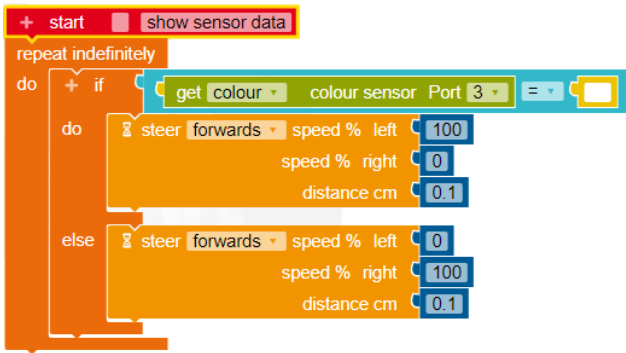 + start show sensor data
repeat indefinitely
do + if get colour colour sensor Port 3 =
do steer forwards speed % left 100
speed % right 0
distance cm 0.1
else steer forwards speed % left 0
speed % right 100
distance cm 0.1